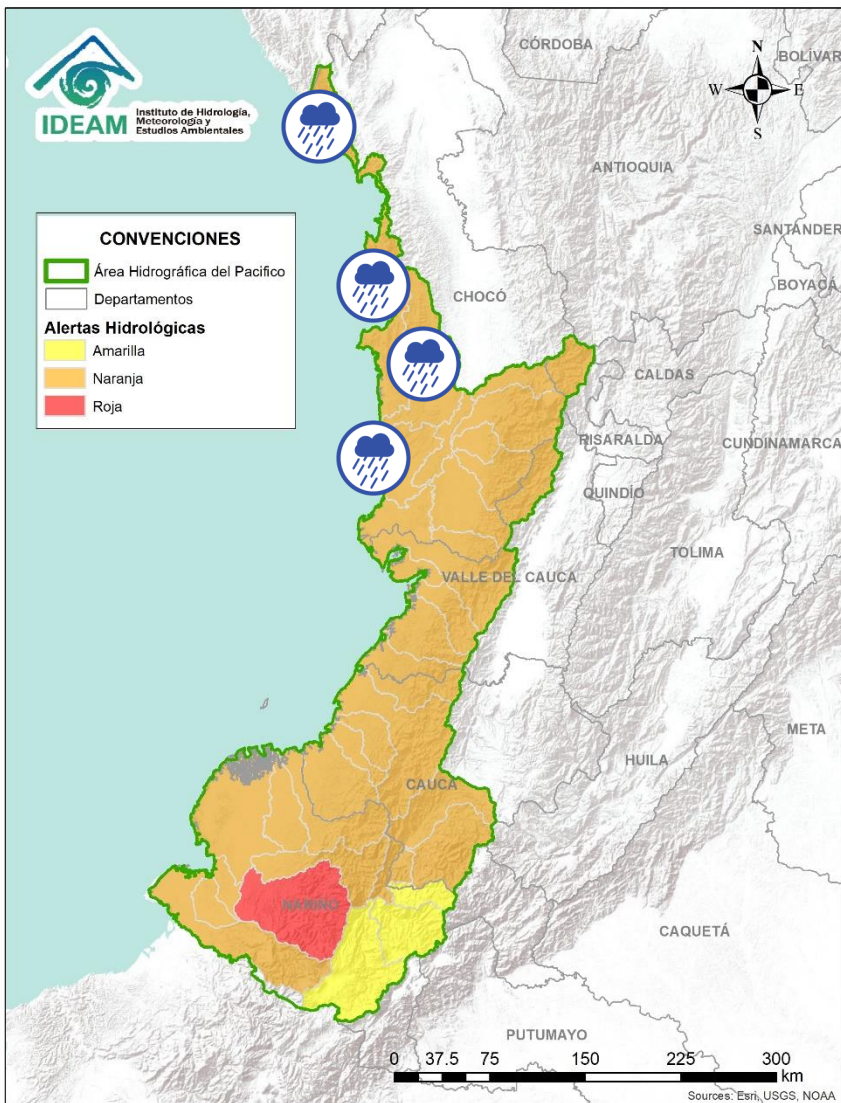 IDEAM
Instituto de Hidrología,
Meteorología y
Estudios Ambientales
CÓRDOBA
BOLÍVAR
N
W
E
S
ANTIOQUIA
SANTANDER
BOYACÁ
CONVENCIONES
Área Hidrográfica del Pacifico
Departamentos
Alertas Hidrológicas
Amarilla
Naranja
Roja
CHOCÓ
CALDAS
RISARALDA
CUNDINAMARCA
QUINDÍO
TOLIMA
VALLE DEL CAUCA
META
HUILA
CAUCA
NARIÑO
CAQUETÁ
PUTUMAYO
0 37.5 75 150 225 300
km
Sources: Esri, USGS, NOAA